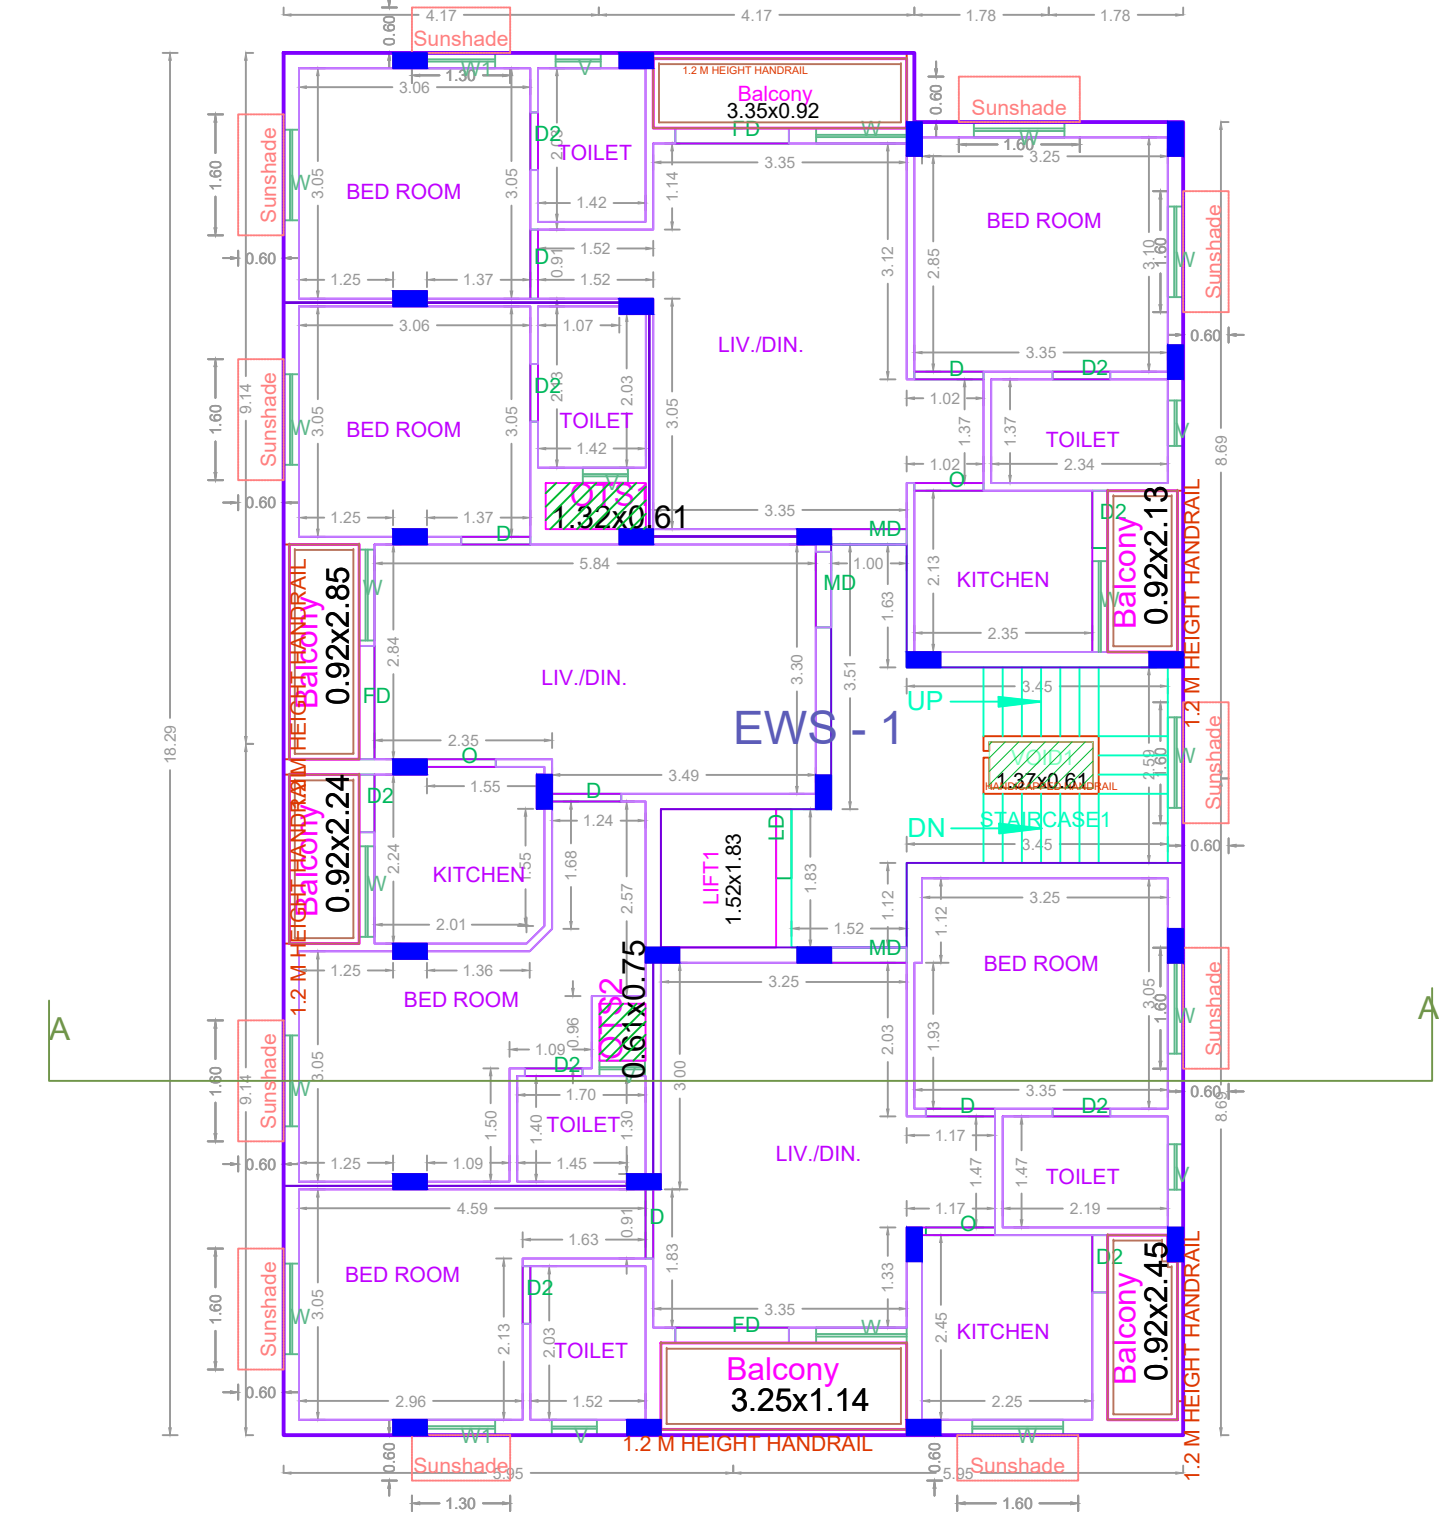 4.17
4.17
1.78
1.78
0.60
Sunshade
W1
1.30
V
3.06
1.2 M HEIGHT HANDRAIL
Balcony
3.35x0.92
FD
W
0.60
Sunshade
W
1.60
3.25
Sunshade
1.60
W
3.05
BED ROOM
3.05
D2
TOILET
1.42
3.35
1.14
3.12
2.85
BED ROOM
3.10
1.60
W
Sunshade
0.60
1.25
1.37
D
0.91
1.52
1.52
LIV./DIN.
0.60
3.35
3.06
1.07
Sunshade
1.60
9.14
W
3.05
BED ROOM
3.05
D2
TOILET
2.03
1.42
V
3.05
D
D2
1.02
1.37
1.37
TOILET
2.34
V
8.69
1.02
O
0.60
1.25
1.37
D
OTS1
1.32x0.61
3.35
MD
5.84
MD
1.00
1.63
2.13
KITCHEN
2.35
D2
W
Balcony
0.92x2.13
1.2 M HEIGHT HANDRAIL
Balcony
0.92x2.85
1.2 M HEIGHT HANDRAIL
W
FD
2.84
LIV./DIN.
3.30
3.51
EWS - 1
3.45
UP
VOID1
1.37x0.61
HANDICAPPED HANDRAIL
2.59
1.60
W
Sunshade
DN
STAIRCASE1
3.45
0.60
18.29
2.35
O
1.55
3.49
D
1.24
Balcony
0.92x2.24
1.2 M HEIGHT HANDRAIL
D2
W
2.24
KITCHEN
1.55
1.68
2.01
2.57
LIFT1
1.52x1.83
LD
1.83
1.52
1.12
1.12
3.25
MD
1.25
1.36
BED ROOM
OTS2
0.61x0.75
0.96
1.09
D2
V
3.25
BED ROOM
3.05
1.60
W
Sunshade
A
A
1.93
2.03
3.35
0.60
8.69
Sunshade
1.60
9.14
W
3.05
1.50
1.70
1.40
TOILET
1.30
1.45
3.00
D
D2
1.17
1.47
1.47
LIV./DIN.
TOILET
V
2.19
1.17
O
0.60
1.25
1.09
4.59
0.91
D
1.63
1.83
1.33
Sunshade
1.60
W
3.05
BED ROOM
2.13
D2
2.03
TOILET
3.35
FD
W
2.45
KITCHEN
D2
Balcony
0.92x2.45
1.2 M HEIGHT HANDRAIL
Balcony
3.25x1.14
0.60
2.96
1.52
2.25
W1
V
1.2 M HEIGHT HANDRAIL
W
0.60
Sunshade
5.95
0.60
5.95
Sunshade
1.30
1.60